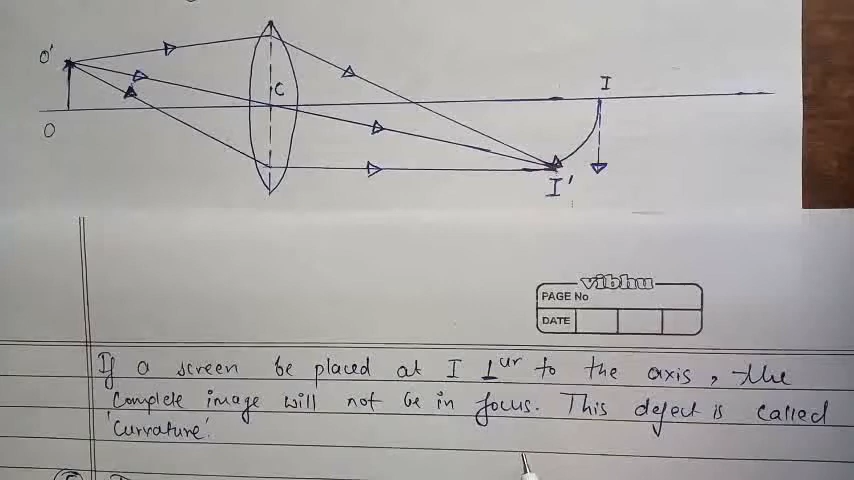 O'
C
I
O
I'
vibhu
PAGE No
DATE
If a screen be placed at I ⊥ur to the axis, the
complete image will not be in focus. This defect is called
'Curvature'.